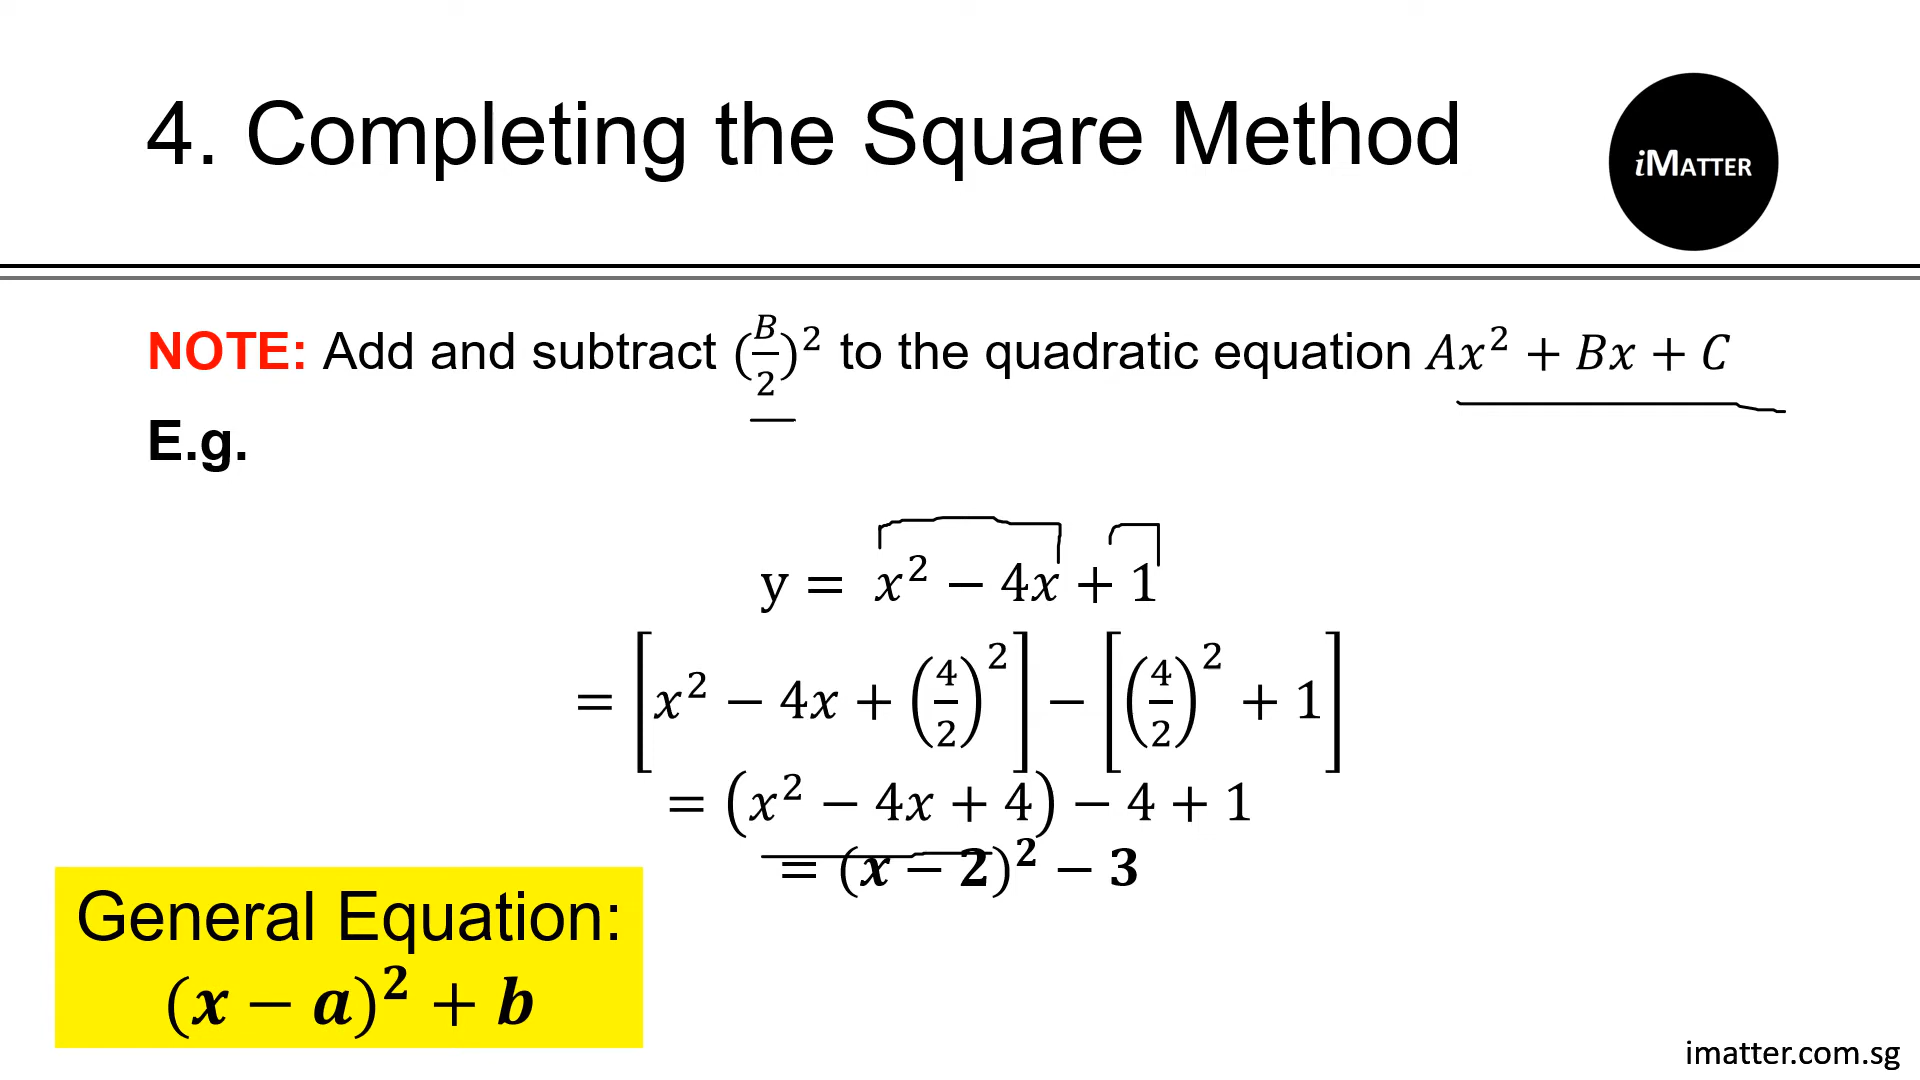 4. Completing the Square Method
iMATTER
NOTE: Add and subtract (B/2)² to the quadratic equation Ax² + Bx + C
E.g.
y = x² − 4x + 1
= [x² − 4x + (4/2)²] − [(4/2)² + 1]
= (x² − 4x + 4) − 4 + 1
= (x − 2)² − 3
General Equation:
(x − a)² + b
imatter.com.sg